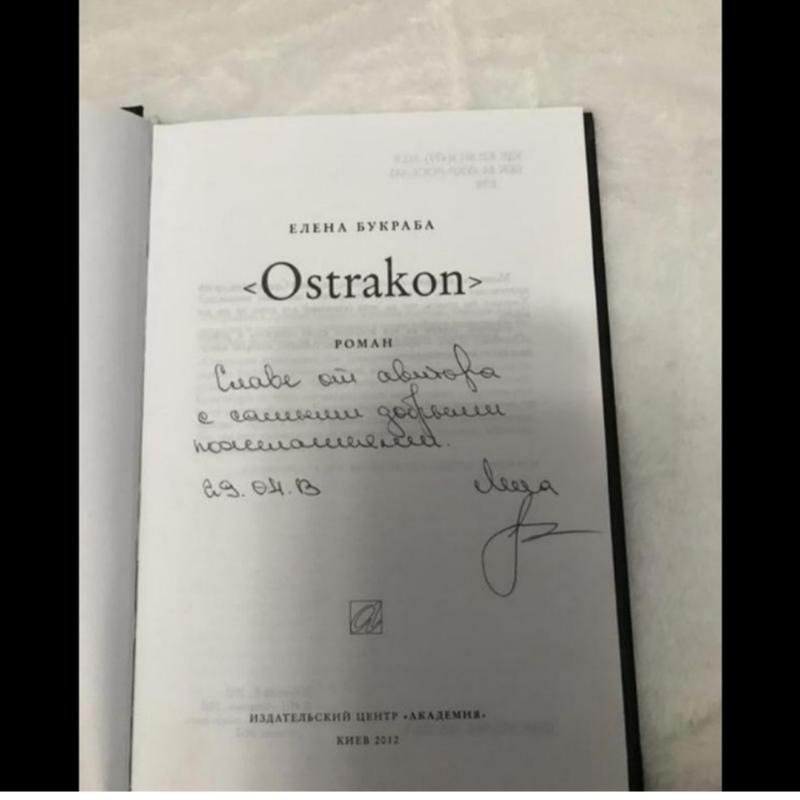 ЕЛЕНА БУКРАБА
<Ostrakon>
РОМАН
Славе от автора
с самыми добрыми
пожеланиями.
29.04.13
ИЗДАТЕЛЬСКИЙ ЦЕНТР «АКАДЕМИЯ»
КИЕВ 2012